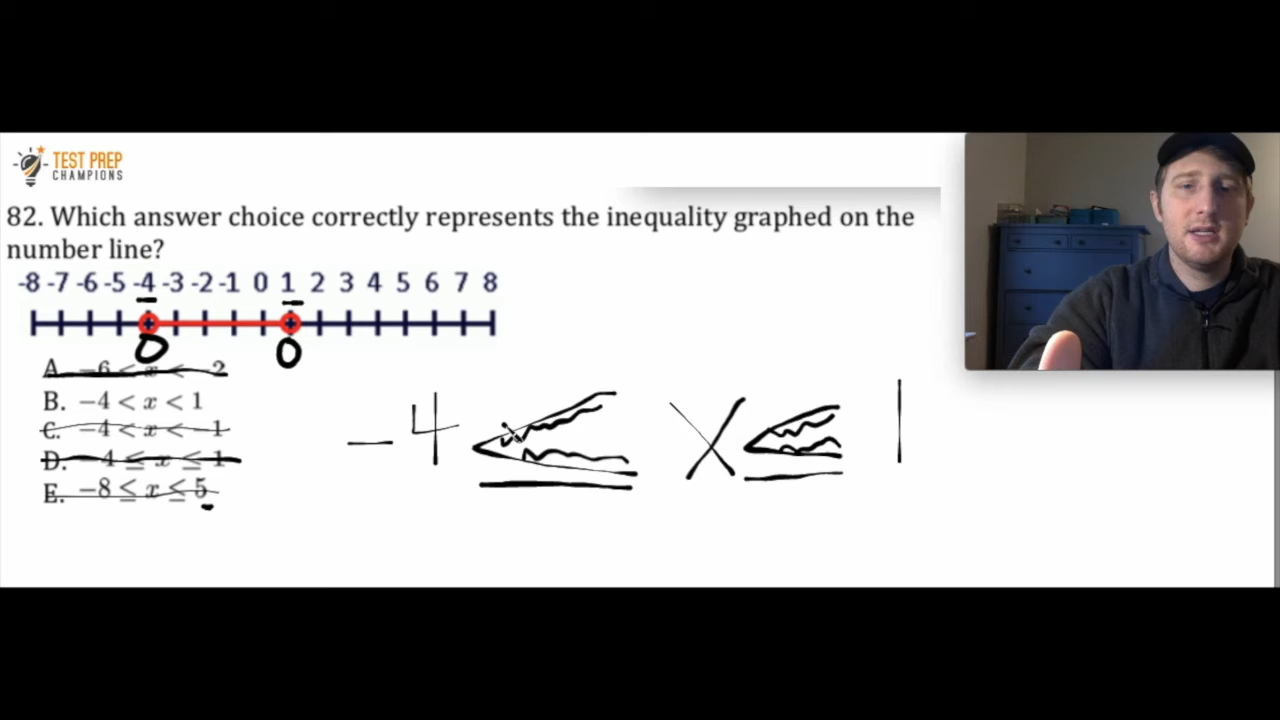 TEST PREP
CHAMPIONS
82. Which answer choice correctly represents the inequality graphed on the
number line?
-8 -7 -6 -5 -4 -3 -2 -1 0 1 2 3 4 5 6 7 8
0 0
A. -6 < x < -2
B. -4 < x < 1
C. -4 < x < -1
D. -4 ≤ x ≤ 1
E. -8 ≤ x ≤ 5
-4 ≤ x ≤ 1